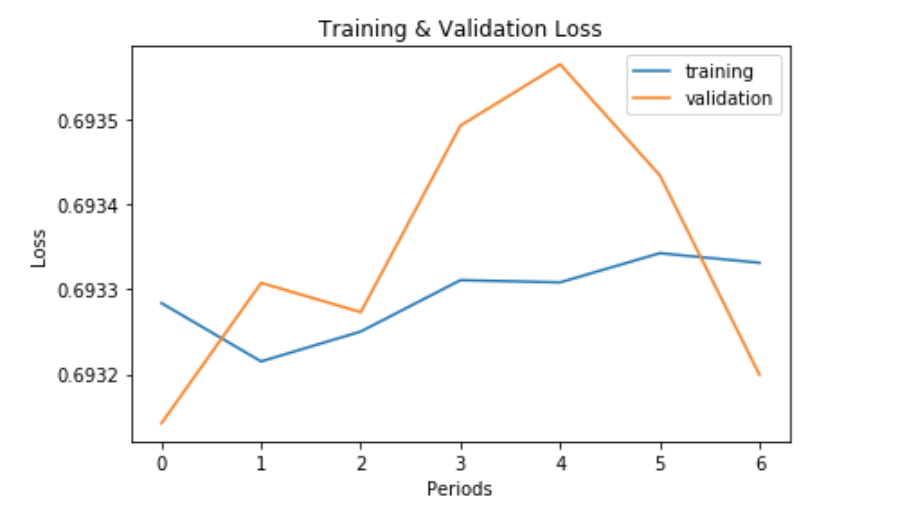 Training & Validation Loss
training
validation
0.6935
0.6934
0.6933
0.6932
Loss
0 1 2 3 4 5 6
Periods